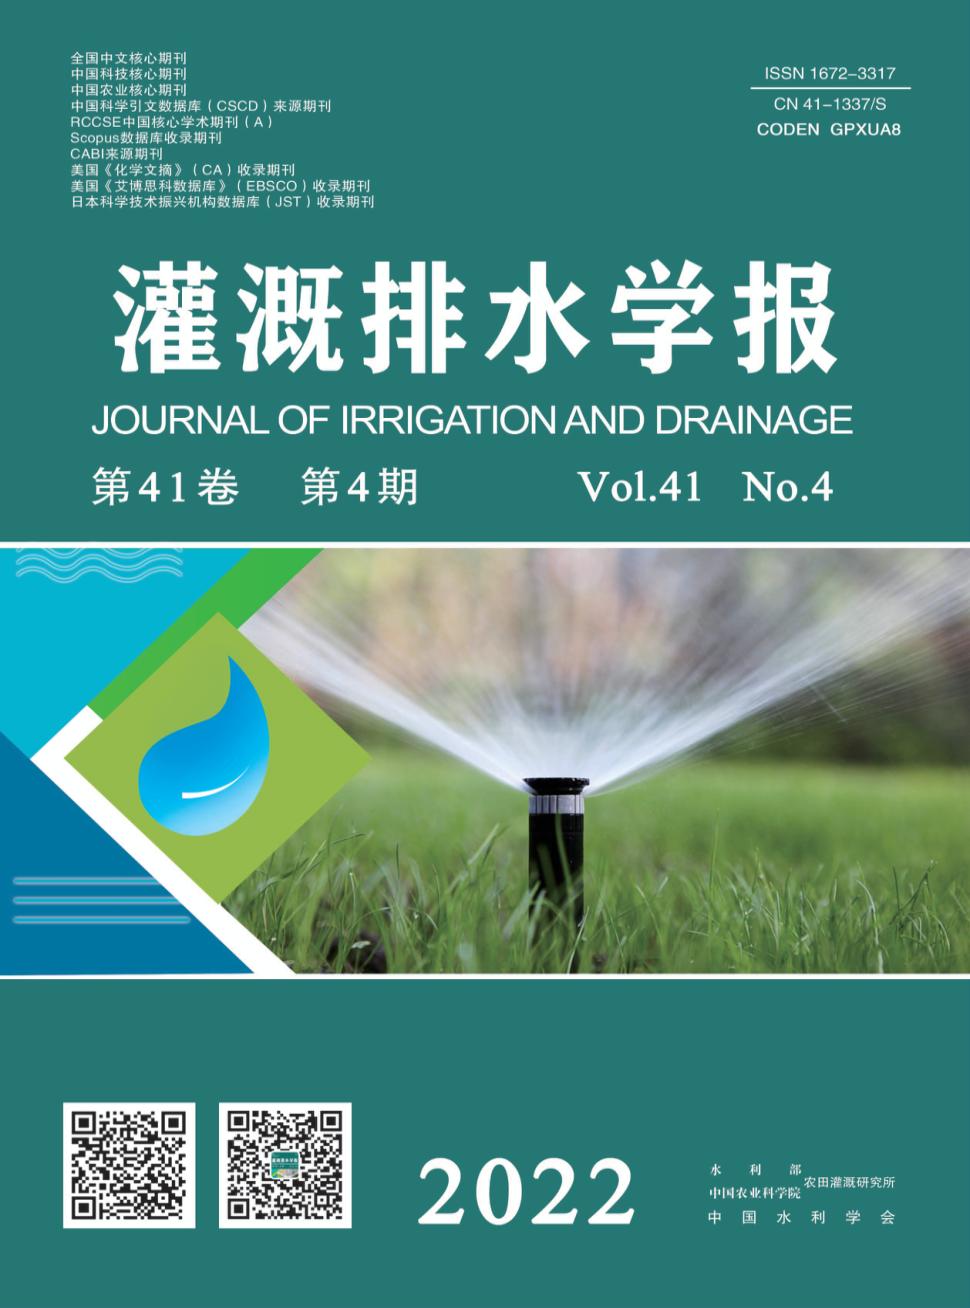 全国中文核心期刊
中国科技核心期刊
中国农业核心期刊
中国科学引文数据库（CSCD）来源期刊
RCCSE中国核心学术期刊（A）
Scopus数据库收录期刊
CABI来源期刊
美国《化学文摘》（CA）收录期刊
美国《艾博思科数据库》（EBSCO）收录期刊
日本科学技术振兴机构数据库（JST）收录期刊
ISSN 1672-3317
CN 41-1337/S
CODEN GPXUA8
灌溉排水学报
JOURNAL OF IRRIGATION AND DRAINAGE
第41卷 第4期 Vol.41 No.4
灌溉排水学报
2022
水利部
中国农业科学院
农田灌溉研究所
中国水利学会